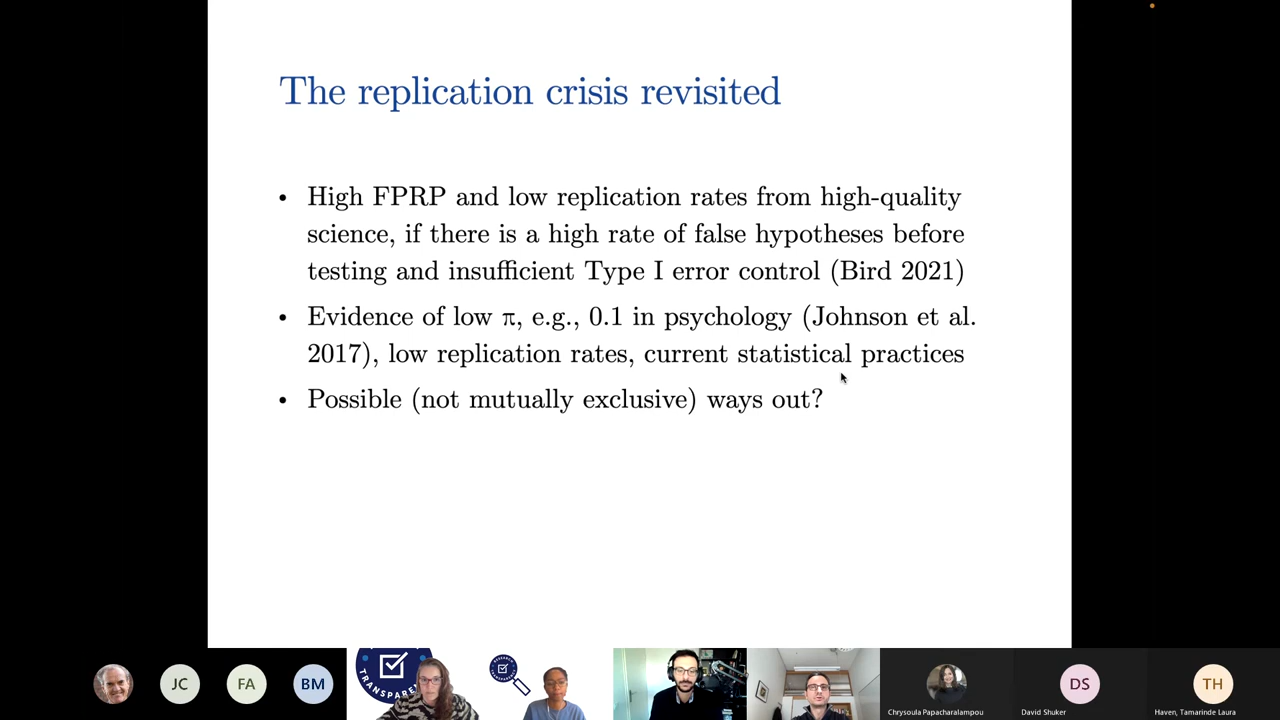 The replication crisis revisited
• High FPRP and low replication rates from high-quality
science, if there is a high rate of false hypotheses before
testing and insufficient Type I error control (Bird 2021)
• Evidence of low π, e.g., 0.1 in psychology (Johnson et al.
2017), low replication rates, current statistical practices
• Possible (not mutually exclusive) ways out?
JC
FA
BM
TRANSPARE
Chrysoula Papacharalampou
DS
David Shuker
TH
Haven, Tamarinde Laura